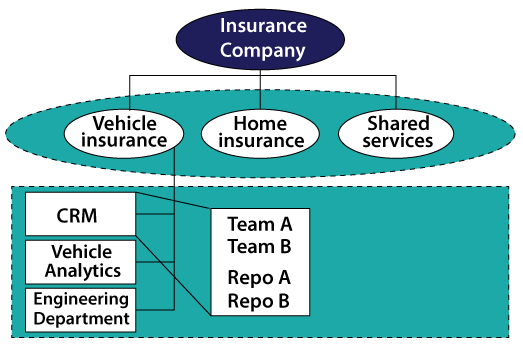 Insurance
Company
Vehicle
insurance
Home
insurance
Shared
services
CRM
Vehicle
Analytics
Engineering
Department
Team A
Team B
Repo A
Repo B